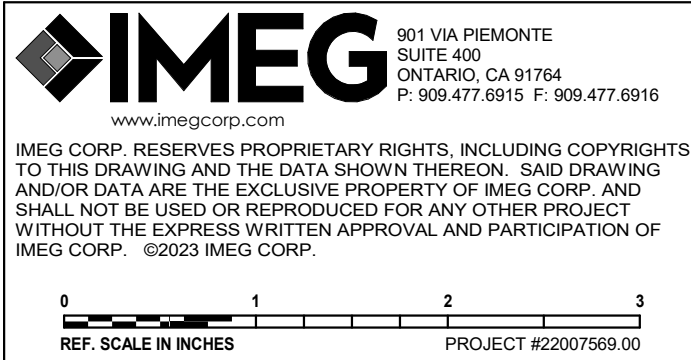 IMEG
901 VIA PIEMONTE
SUITE 400
ONTARIO, CA 91764
P: 909.477.6915 F: 909.477.6916
www.imegcorp.com
IMEG CORP. RESERVES PROPRIETARY RIGHTS, INCLUDING COPYRIGHTS
TO THIS DRAWING AND THE DATA SHOWN THEREON. SAID DRAWING
AND/OR DATA ARE THE EXCLUSIVE PROPERTY OF IMEG CORP. AND
SHALL NOT BE USED OR REPRODUCED FOR ANY OTHER PROJECT
WITHOUT THE EXPRESS WRITTEN APPROVAL AND PARTICIPATION OF
IMEG CORP. ©2023 IMEG CORP.
0 1 2 3
REF. SCALE IN INCHES PROJECT #22007569.00